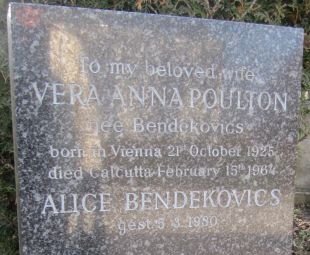 To my beloved wife
VERA ANNA POULTON
née Bendekovics
born in Vienna 21st October 1925
died Calcutta February 15th 1967
ALICE BENDEKOVICS
gest. 5 3. 1980